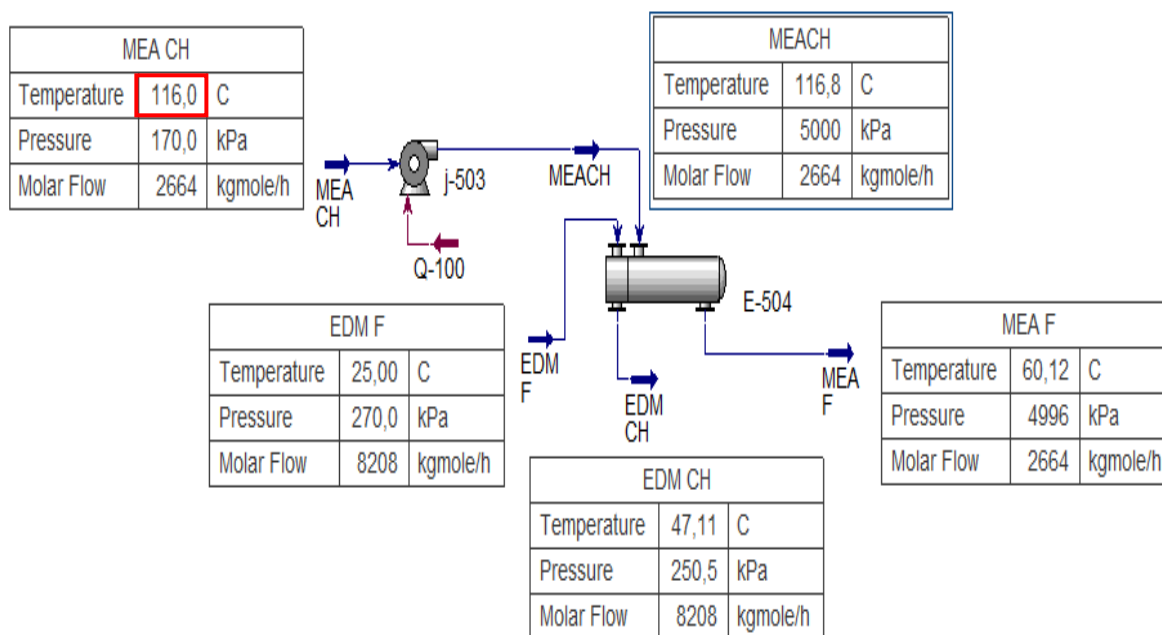 MEA CH
Temperature 116,0 C
Pressure 170,0 kPa
Molar Flow 2664 kgmole/h
MEACH
Temperature 116,8 C
Pressure 5000 kPa
Molar Flow 2664 kgmole/h
MEA
CH
j-503
MEACH
Q-100
E-504
EDM F
Temperature 25,00 C
Pressure 270,0 kPa
Molar Flow 8208 kgmole/h
EDM
F
EDM
CH
MEA
F
MEA F
Temperature 60,12 C
Pressure 4996 kPa
Molar Flow 2664 kgmole/h
EDM CH
Temperature 47,11 C
Pressure 250,5 kPa
Molar Flow 8208 kgmole/h